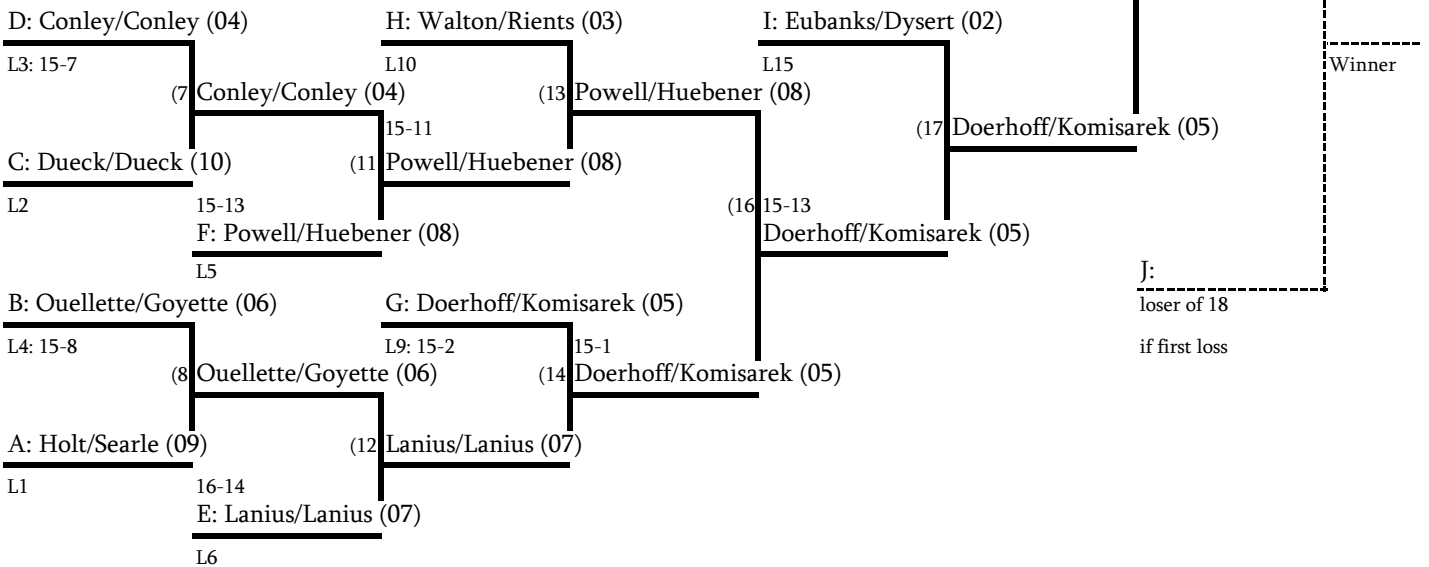 D: Conley/Conley (04)
H: Walton/Rients (03)
I: Eubanks/Dysert (02)
L3: 15-7
L10
L15
Winner
(7
Conley/Conley (04)
(13
Powell/Huebener (08)
15-11
(17
Doerhoff/Komisarek (05)
C: Dueck/Dueck (10)
(11
Powell/Huebener (08)
L2
15-13
(16
15-13
F: Powell/Huebener (08)
Doerhoff/Komisarek (05)
L5
J:
B: Ouellette/Goyette (06)
G: Doerhoff/Komisarek (05)
loser of 18
L4: 15-8
L9: 15-2
15-1
if first loss
(8
Ouellette/Goyette (06)
(14
Doerhoff/Komisarek (05)
A: Holt/Searle (09)
(12
Lanius/Lanius (07)
L1
16-14
E: Lanius/Lanius (07)
L6